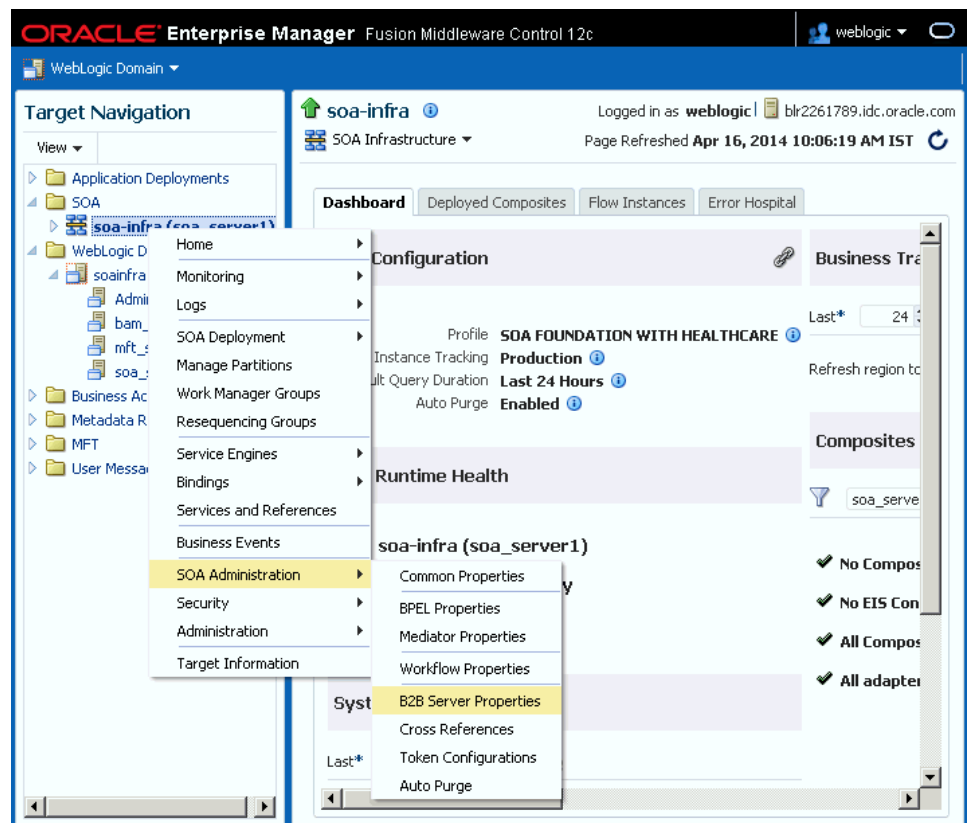 ORACLE Enterprise Manager Fusion Middleware Control 12c
weblogic
WebLogic Domain
Target Navigation
View
Application Deployments
SOA
soa-infra (soa_server1)
WebLogic D
soainfra
Admi
bam_
mft_s
soa_s
Business Ac
Metadata R
MFT
User Messa
Home
Monitoring
Logs
SOA Deployment
Manage Partitions
Work Manager Groups
Resequencing Groups
Service Engines
Bindings
Services and References
Business Events
SOA Administration
Security
Administration
Target Information
Common Properties
BPEL Properties
Mediator Properties
Workflow Properties
B2B Server Properties
Cross References
Token Configurations
Auto Purge
soa-infra
Logged in as weblogic | blr2261789.idc.oracle.com
SOA Infrastructure
Page Refreshed Apr 16, 2014 10:06:19 AM IST
Dashboard Deployed Composites Flow Instances Error Hospital
Configuration
Profile SOA FOUNDATION WITH HEALTHCARE
Instance Tracking Production
ult Query Duration Last 24 Hours
Auto Purge Enabled
Runtime Health
soa-infra (soa_server1)
y
Syst
Last*
Business Tra
Last* 24
Refresh region to
Composites
soa_serve
No Compos
No EIS Con
All Compos
All adapter